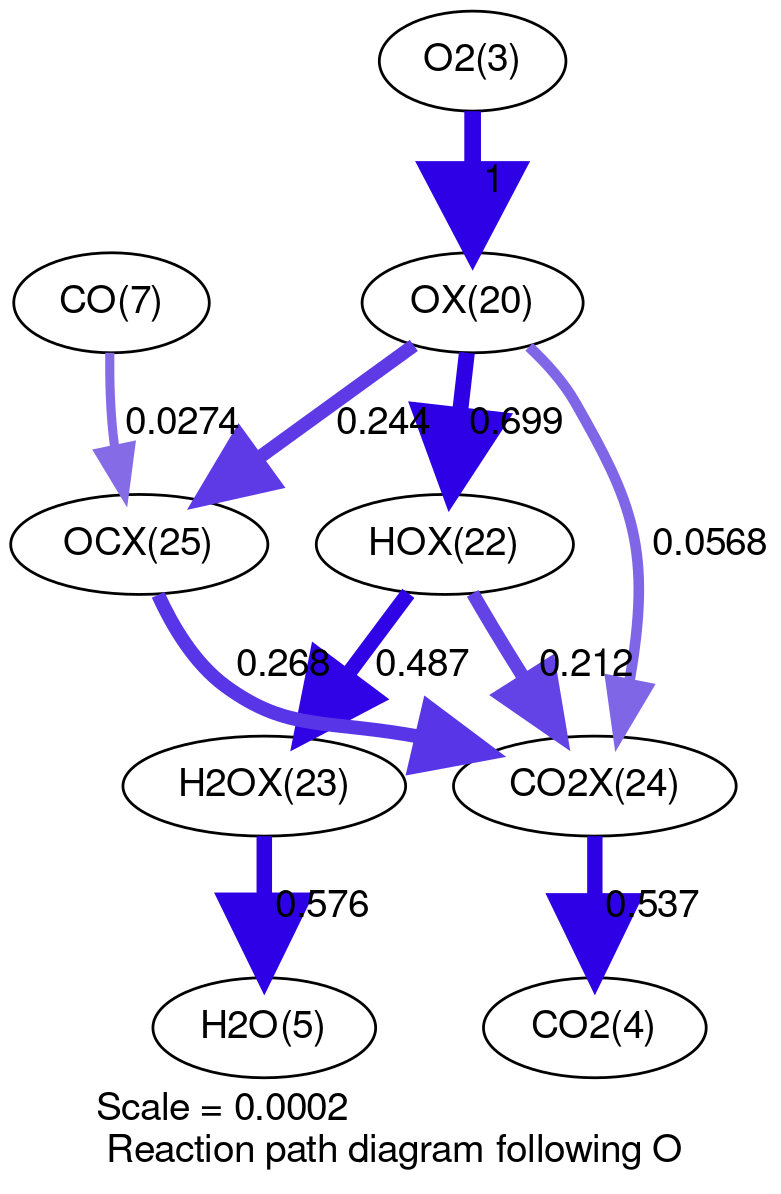 O2(3)
1
CO(7)
OX(20)
0.0274
0.244
0.699
OCX(25)
HOX(22)
0.0568
0.268
0.487
0.212
H2OX(23)
CO2X(24)
0.576
0.537
H2O(5)
CO2(4)
Scale = 0.0002
Reaction path diagram following O